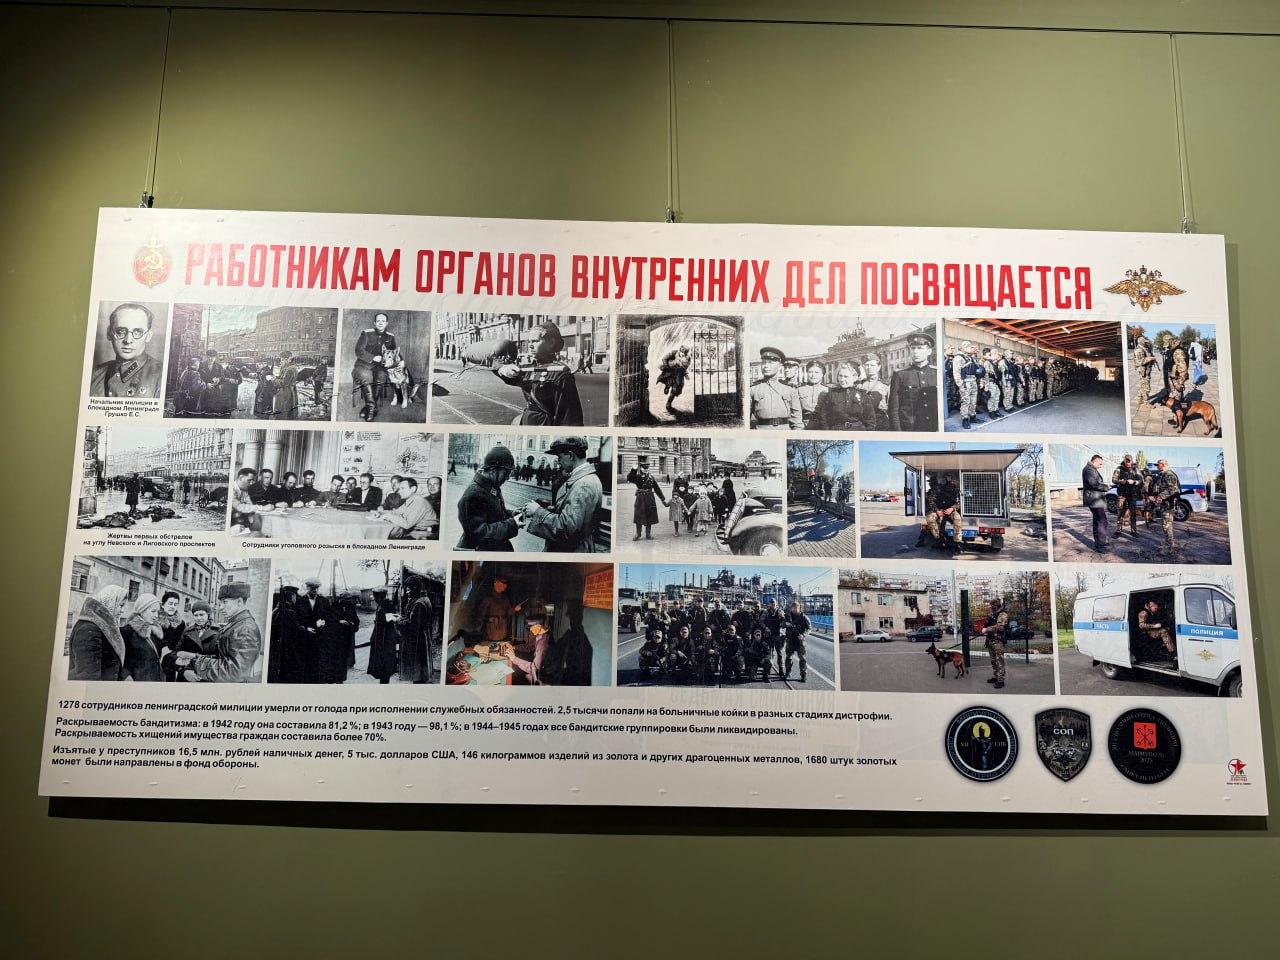 РАБОТНИКАМ ОРГАНОВ ВНУТРЕННИХ ДЕЛ ПОСВЯЩАЕТСЯ
Начальник милиции в
блокадном Ленинграде
Грушко Е.С.
Жертвы первых обстрелов
на углу Невского и Лиговского проспектов
Сотрудники уголовного розыска в блокадном Ленинграде
ЧАСТЬ
ПОЛИЦИЯ
1278 сотрудников ленинградской милиции умерли от голода при исполнении служебных обязанностей. 2,5 тысячи попали на больничные койки в разных стадиях дистрофии.
Раскрываемость бандитизма: в 1942 году она составила 81,2 %; в 1943 году — 98,1 %; в 1944–1945 годах все бандитские группировки были ликвидированы.
Раскрываемость хищений имущества граждан составила более 70%.
Изъятые у преступников 16,5 млн. рублей наличных денег, 5 тыс. долларов США, 146 килограммов изделий из золота и других драгоценных металлов, 1680 штук золотых
монет были направлены в фонд обороны.
XII СПБ
СОП
МАРИУПОЛЬ
2025